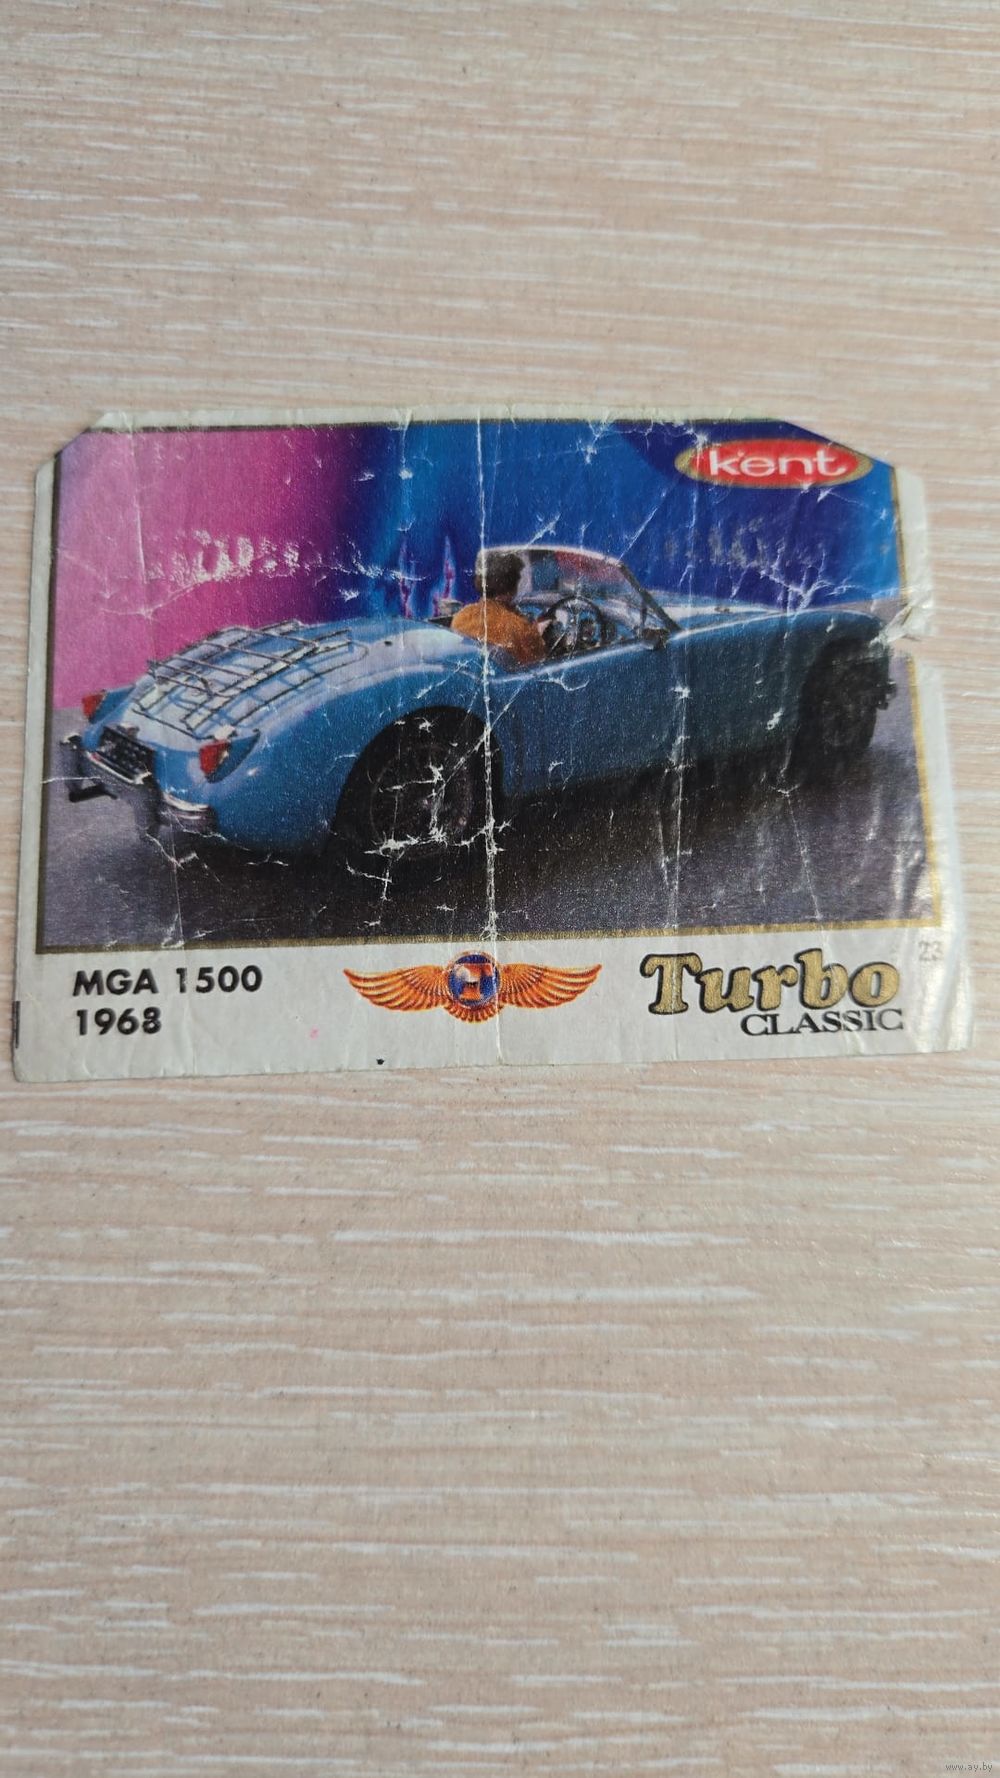 kent
MGA 1500
1968
Turbo
CLASSIC
23
www.ay.by